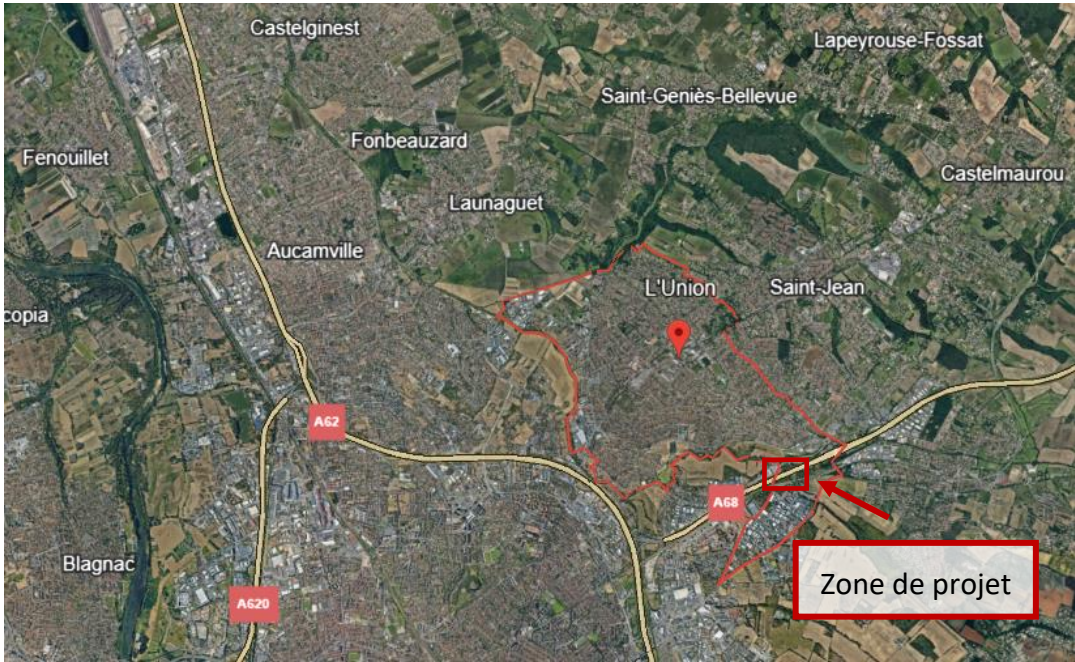 Castelginest
Lapeyrouse-Fossat
Saint-Geniès-Bellevue
Fonbeauzard
Fenouillet
Castelmaurou
Launaguet
Aucamville
L'Union
Saint-Jean
copia
A62
A68
Blagnac
Zone de projet
A620